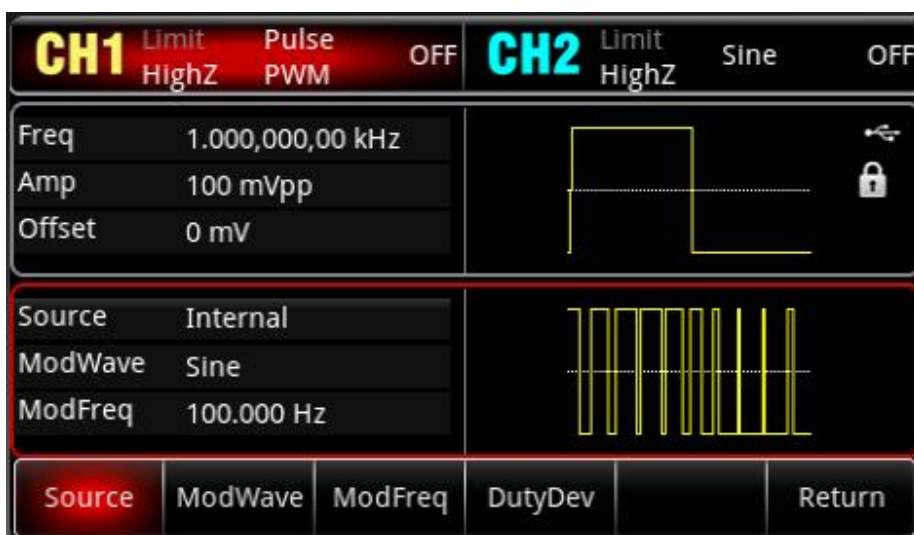 CH1 Limit Pulse OFF CH2 Limit Sine OFF
HighZ PWM HighZ
Freq 1.000,000,00 kHz
Amp 100 mVpp
Offset 0 mV
Source Internal
ModWave Sine
ModFreq 100.000 Hz
Source ModWave ModFreq DutyDev Return